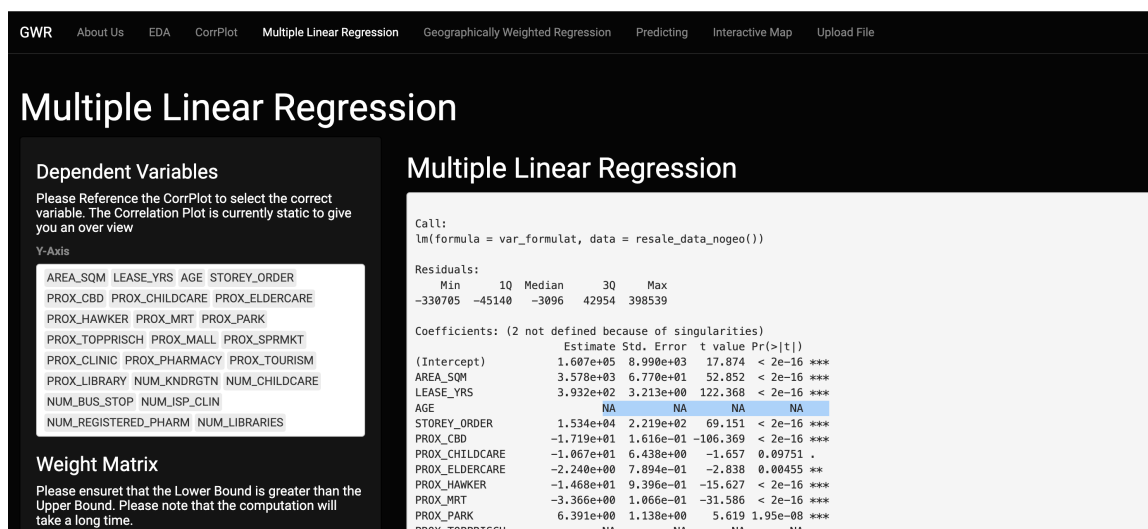 GWR About Us EDA CorrPlot Multiple Linear Regression Geographically Weighted Regression Predicting Interactive Map Upload File
Multiple Linear Regression
Dependent Variables
Please Reference the CorrPlot to select the correct
variable. The Correlation Plot is currently static to give
you an over view
Y-Axis
AREA_SQM LEASE_YRS AGE STOREY_ORDER
PROX_CBD PROX_CHILDCARE PROX_ELDERCARE
PROX_HAWKER PROX_MRT PROX_PARK
PROX_TOPPRISCH PROX_MALL PROX_SPRMKT
PROX_CLINIC PROX_PHARMACY PROX_TOURISM
PROX_LIBRARY NUM_KNDRGTN NUM_CHILDCARE
NUM_BUS_STOP NUM_ISP_CLIN
NUM_REGISTERED_PHARM NUM_LIBRARIES
Weight Matrix
Please ensuret that the Lower Bound is greater than the
Upper Bound. Please note that the computation will
take a long time.
Multiple Linear Regression
Call:
lm(formula = var_formulat, data = resale_data_nogeo())
Residuals:
Min 1Q Median 3Q Max
-330705 -45140 -3096 42954 398539
Coefficients: (2 not defined because of singularities)
Estimate Std. Error t value Pr(>|t|)
(Intercept) 1.607e+05 8.990e+03 17.874 < 2e-16 ***
AREA_SQM 3.578e+03 6.770e+01 52.852 < 2e-16 ***
LEASE_YRS 3.932e+02 3.213e+00 122.368 < 2e-16 ***
AGE NA NA NA NA
STOREY_ORDER 1.534e+04 2.219e+02 69.151 < 2e-16 ***
PROX_CBD -1.719e+01 1.616e-01 -106.369 < 2e-16 ***
PROX_CHILDCARE -1.067e+01 6.438e+00 -1.657 0.09751 .
PROX_ELDERCARE -2.240e+00 7.894e-01 -2.838 0.00455 **
PROX_HAWKER -1.468e+01 9.396e-01 -15.627 < 2e-16 ***
PROX_MRT -3.366e+00 1.066e-01 -31.586 < 2e-16 ***
PROX_PARK 6.391e+00 1.138e+00 5.619 1.95e-08 ***
PROX_TOPPRISCH NA NA NA NA